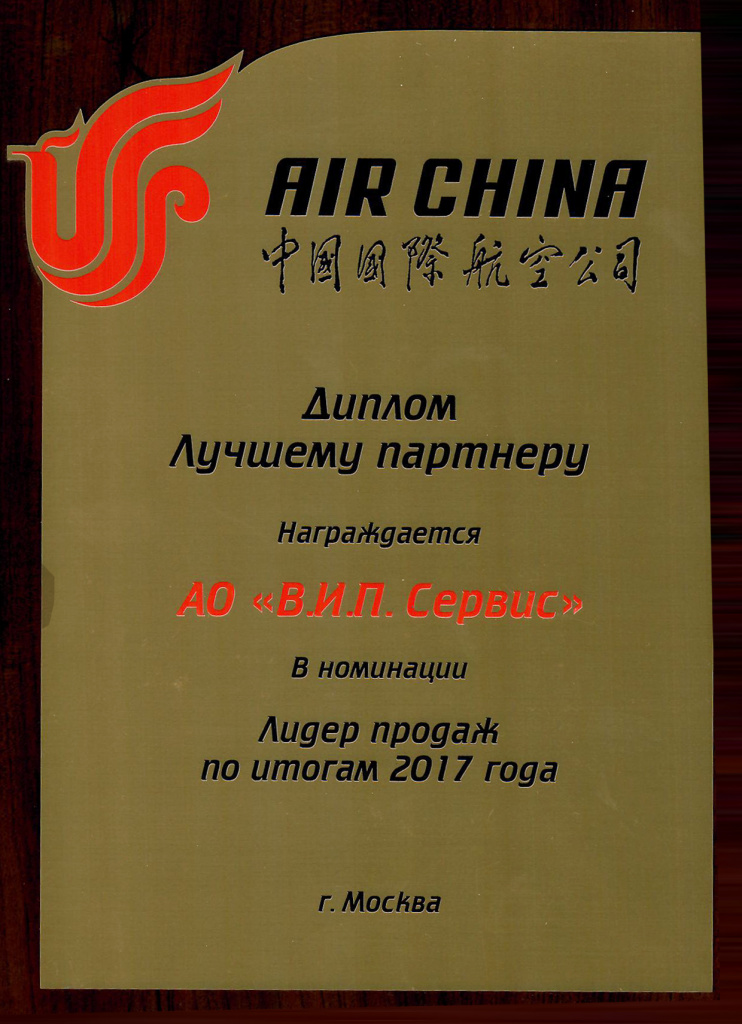 AIR CHINA
中國國際航空公司
Диплом
Лучшему партнеру
Награждается
АО «В.И.П. Сервис»
В номинации
Лидер продаж
по итогам 2017 года
г. Москва